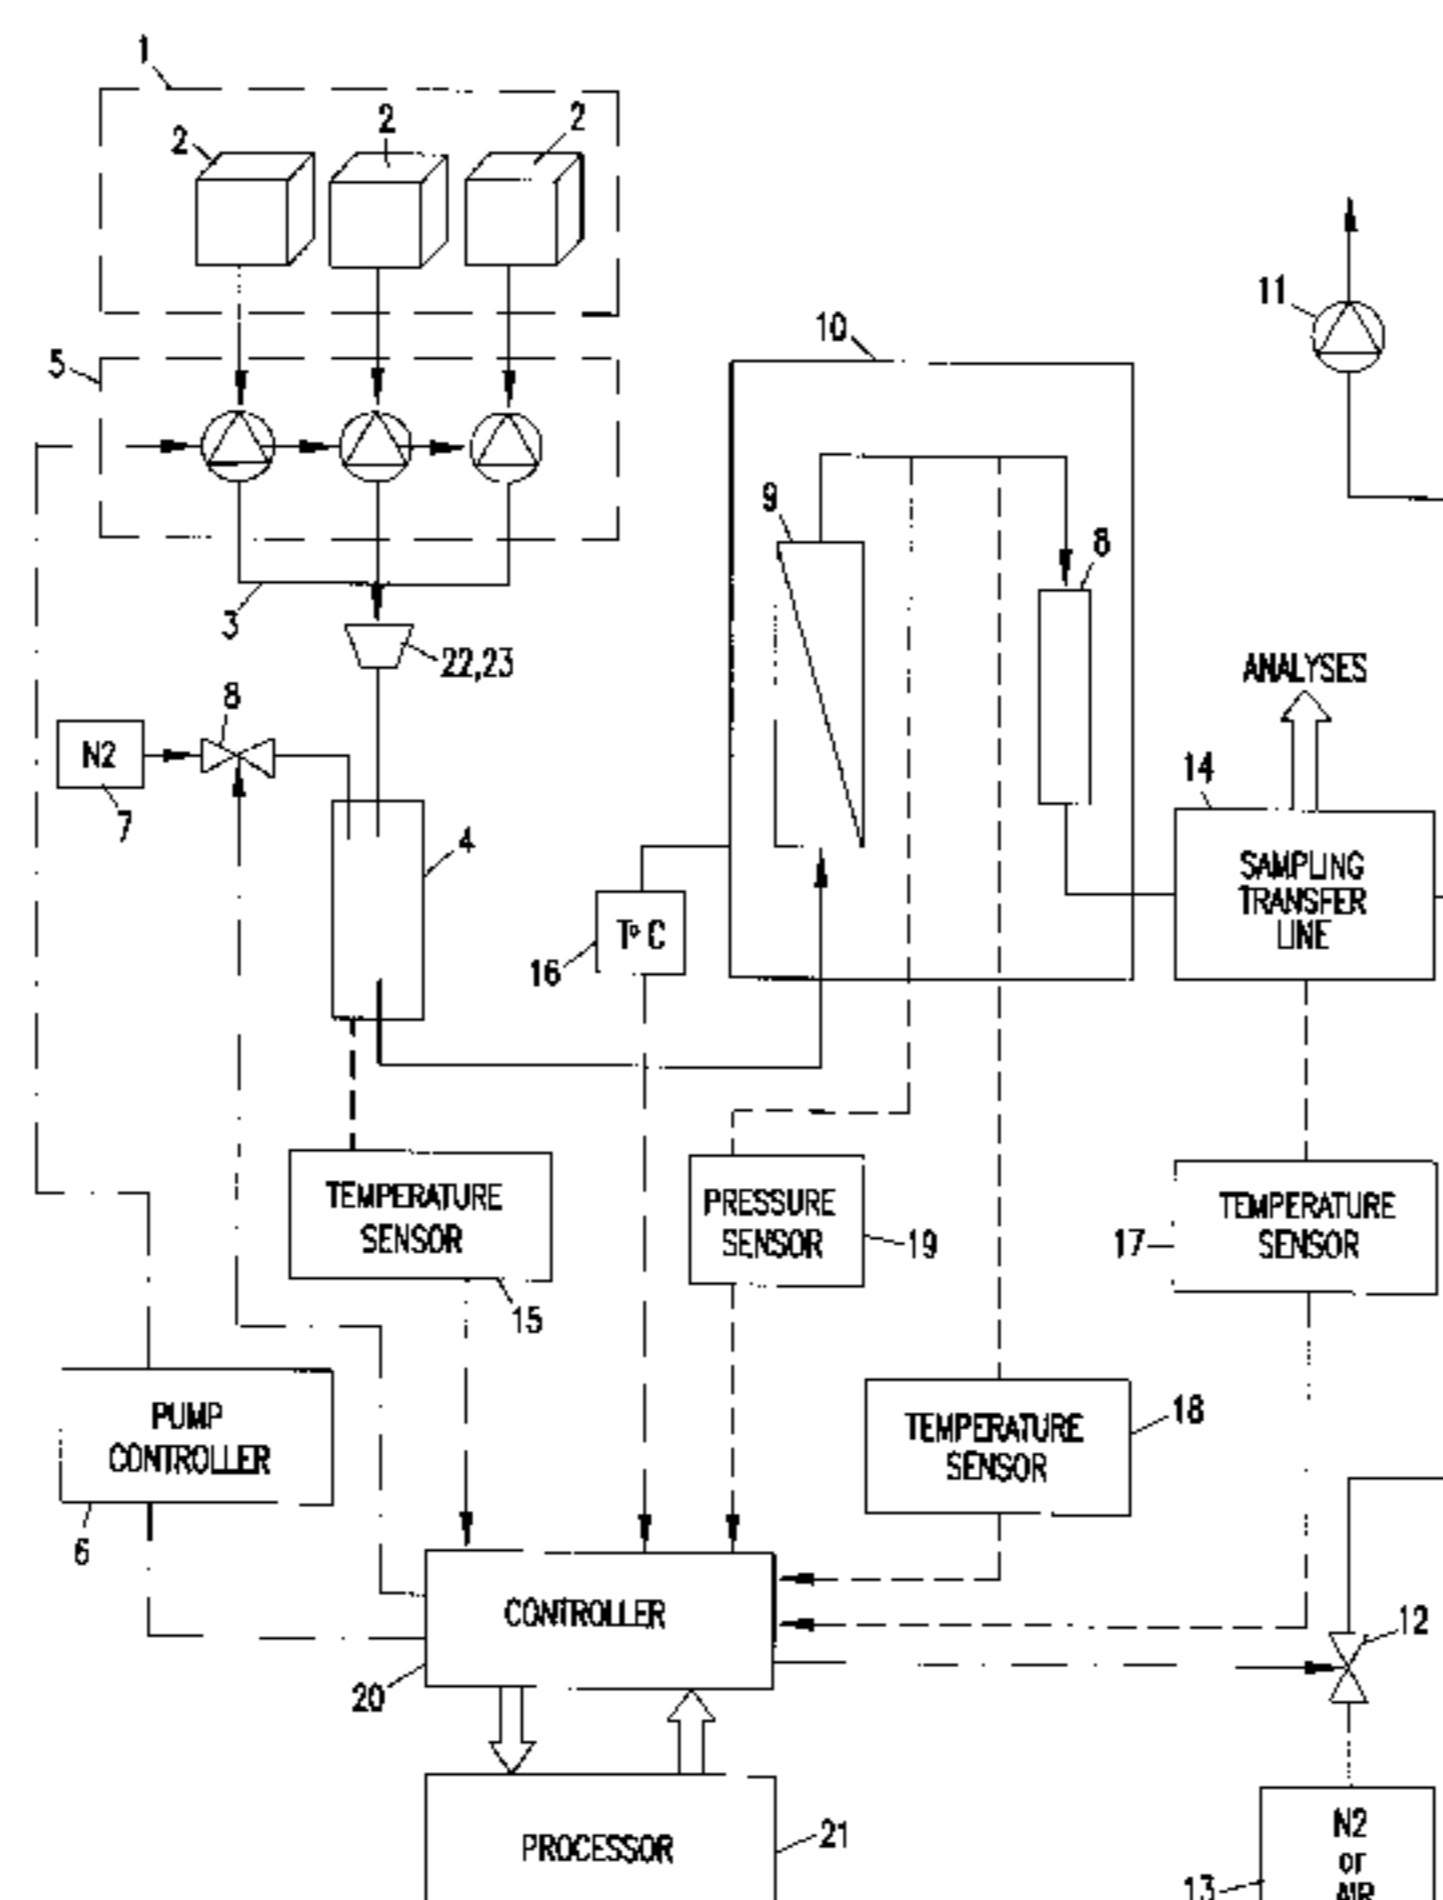 1
2
2
2
11
10
5
9
8
3
22,23
ANALYSES
8
N2
14
7
4
SAMPLING
TRANSFER
LINE
T° C
16
TEMPERATURE
SENSOR
PRESSURE
SENSOR
19
TEMPERATURE
SENSOR
17
15
18
PUMP
CONTROLLER
TEMPERATURE
SENSOR
6
CONTROLLER
12
20
PROCESSOR
21
N2
or
AIR
13